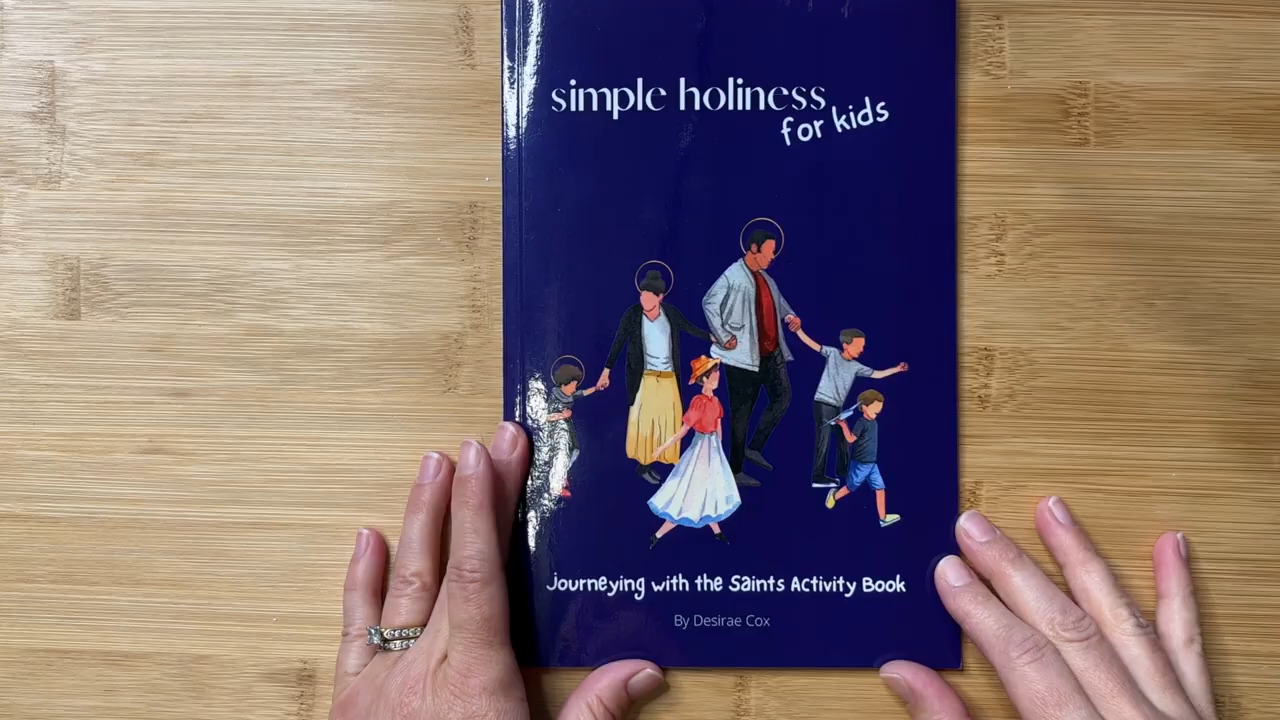 simple holiness
for kids
Journeying with the Saints Activity Book
By Desirae Cox